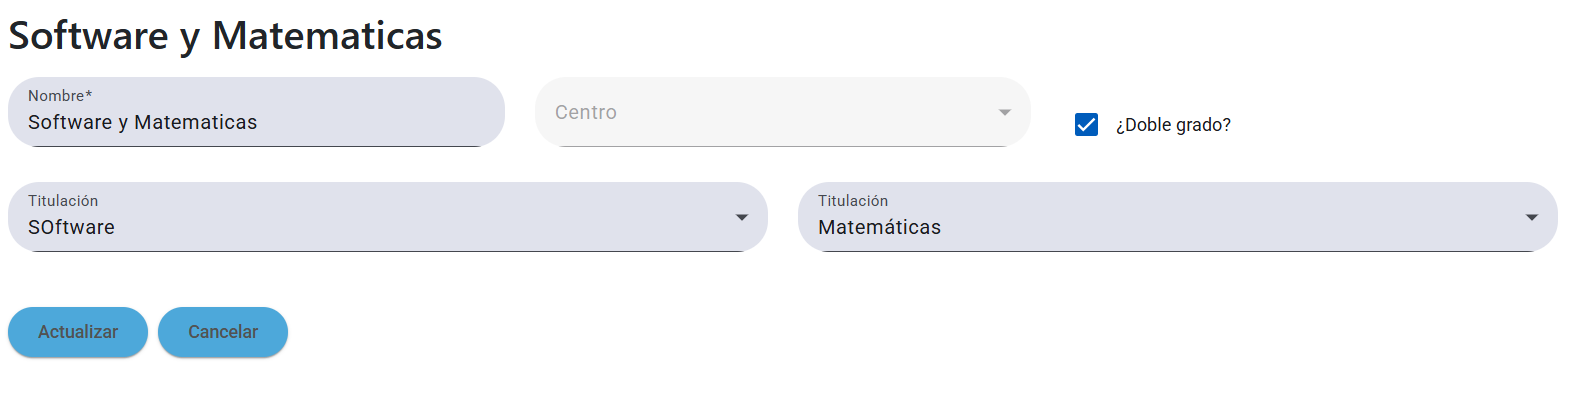 Software y Matematicas
Nombre*
Software y Matematicas
Centro
¿Doble grado?
Titulación
SOftware
Titulación
Matemáticas
Actualizar
Cancelar